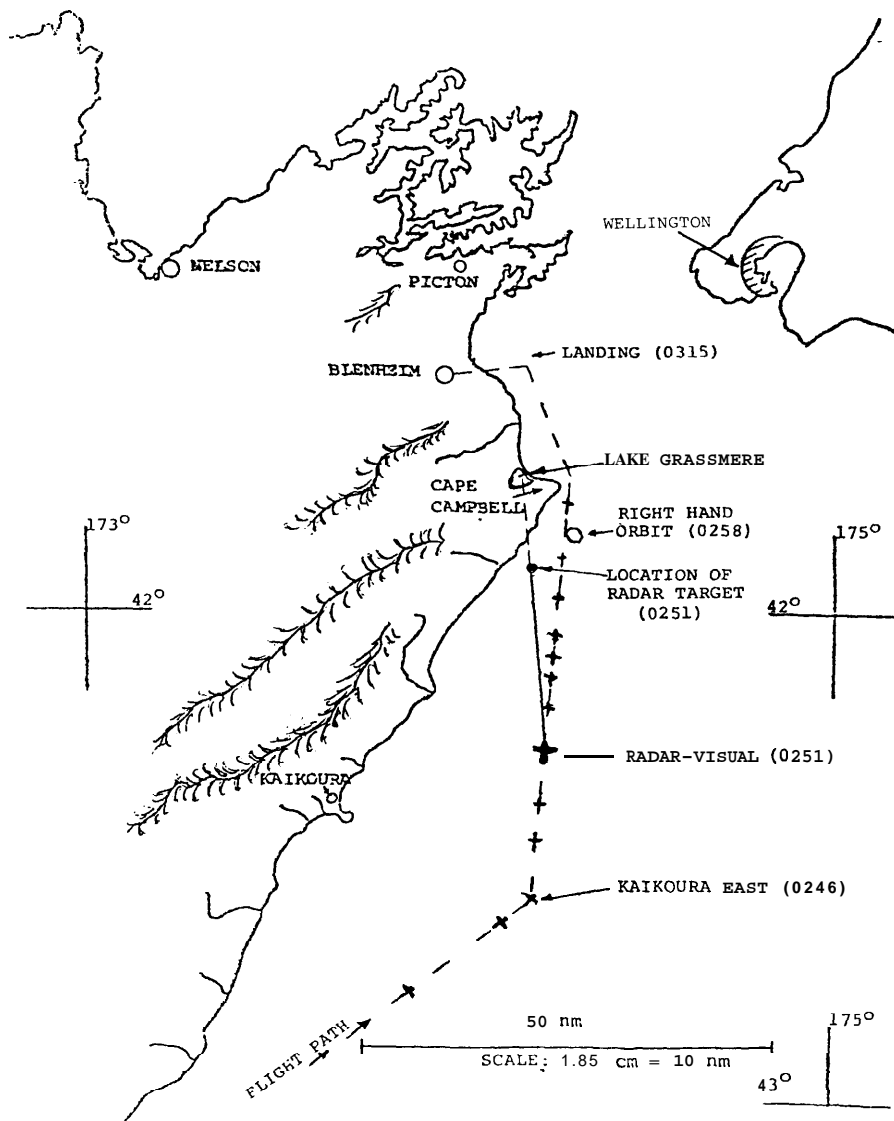 WELLINGTON
NELSON
PICTON
LANDING (0315)
BLENHEIM
LAKE GRASSMERE
CAPE
CAMPBELL
RIGHT HAND
ORBIT (0258)
173°
175°
LOCATION OF
RADAR TARGET
(0251)
42°
42°
RADAR-VISUAL (0251)
KAIKOURA
KAIKOURA EAST (0246)
50 nm
175°
FLIGHT PATH
SCALE: 1.85 cm = 10 nm
43°